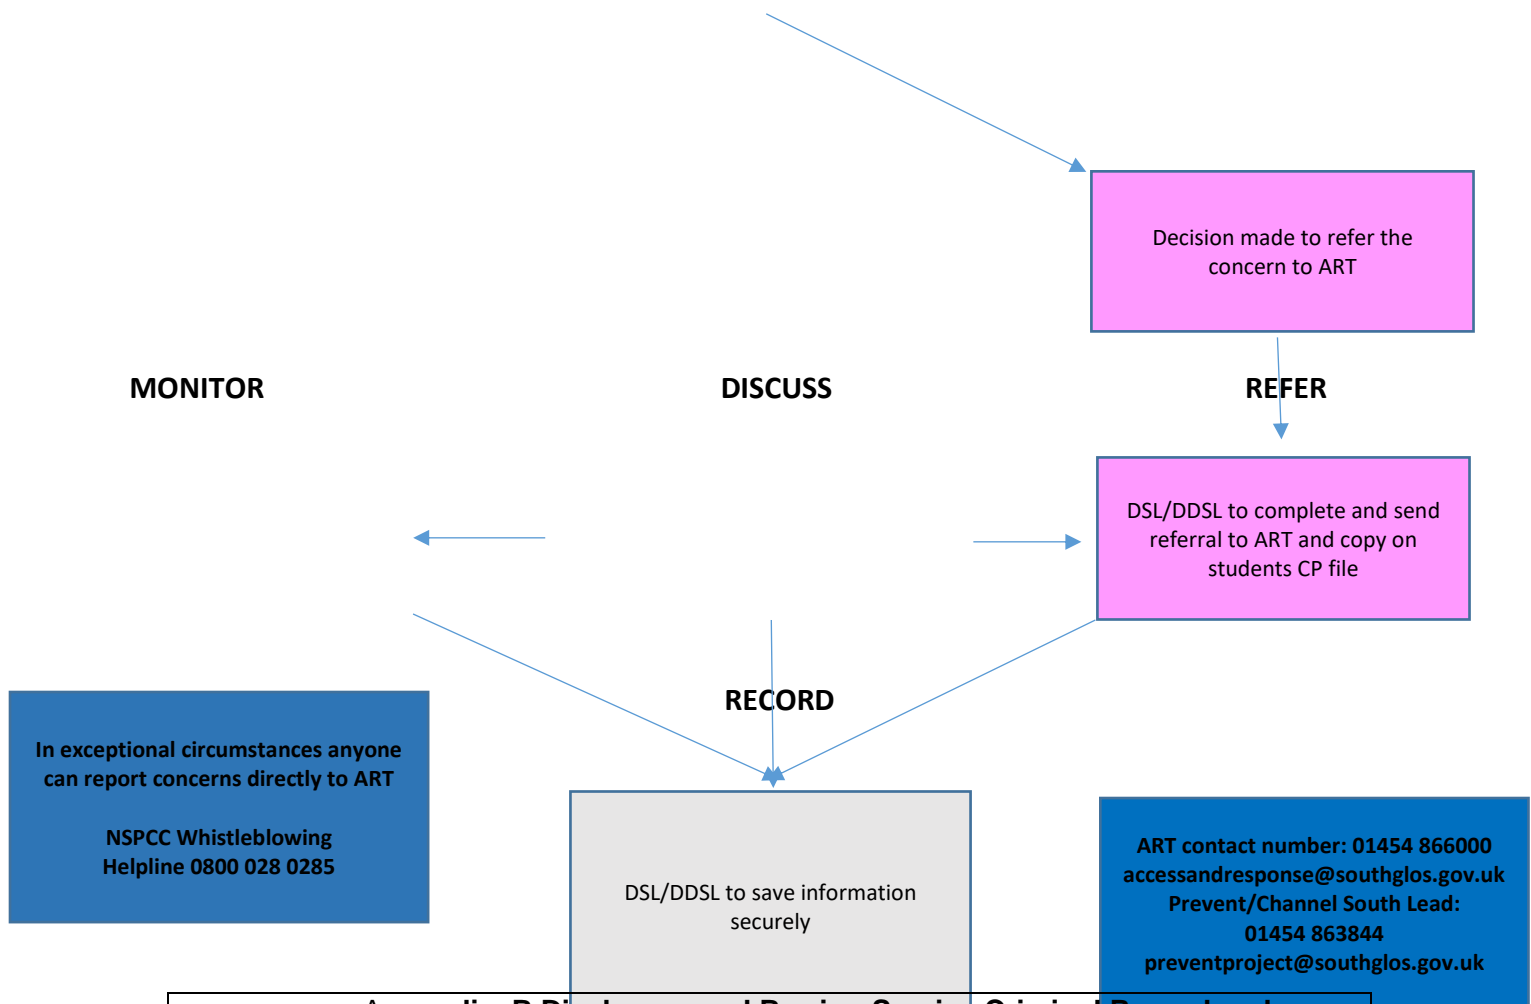 Decision made to refer the
concern to ART
MONITOR
DISCUSS
REFER
DSL/DDSL to complete and send
referral to ART and copy on
students CP file
RECORD
In exceptional circumstances anyone
can report concerns directly to ART
NSPCC Whistleblowing
Helpline 0800 028 0285
DSL/DDSL to save information
securely
ART contact number: 01454 866000
accessandresponse@southglos.gov.uk
Prevent/Channel South Lead:
01454 863844
preventproject@southglos.gov.uk